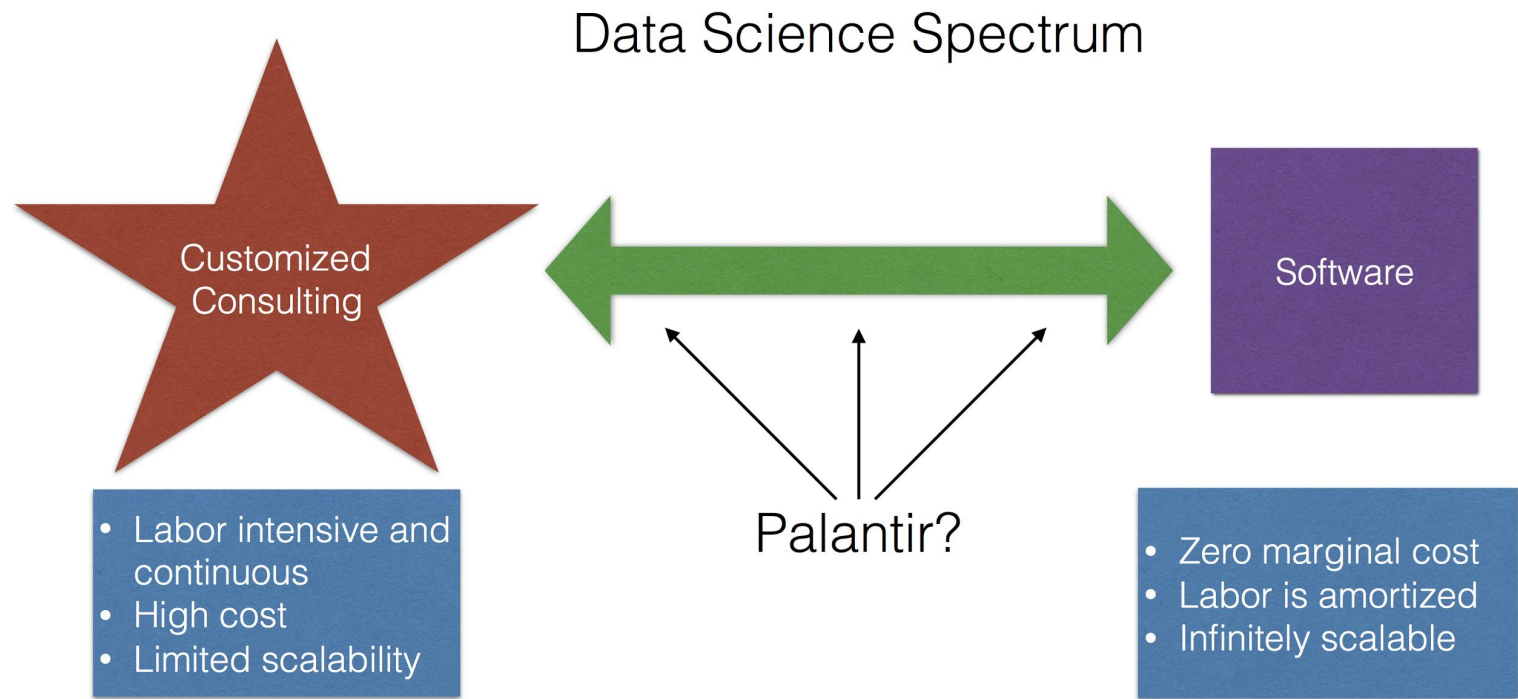 Data Science Spectrum
Customized
Consulting
Software
Palantir?
• Labor intensive and
continuous
• High cost
• Limited scalability
• Zero marginal cost
• Labor is amortized
• Infinitely scalable